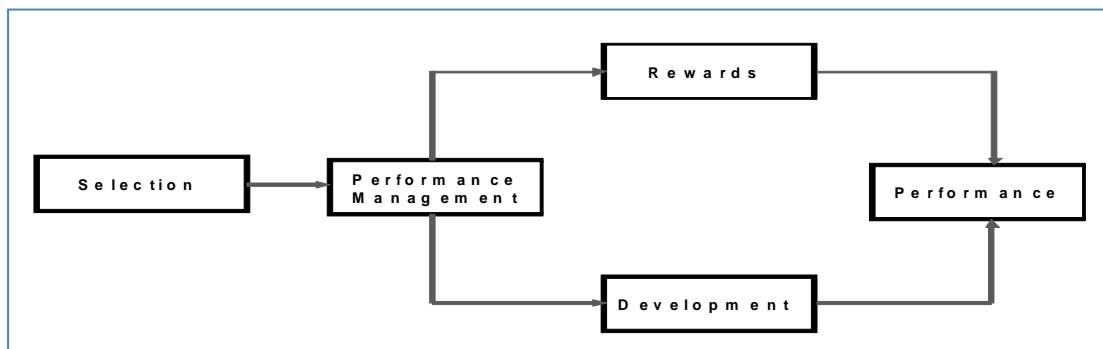 Rewards
Selection
Performance
Management
Performance
Development